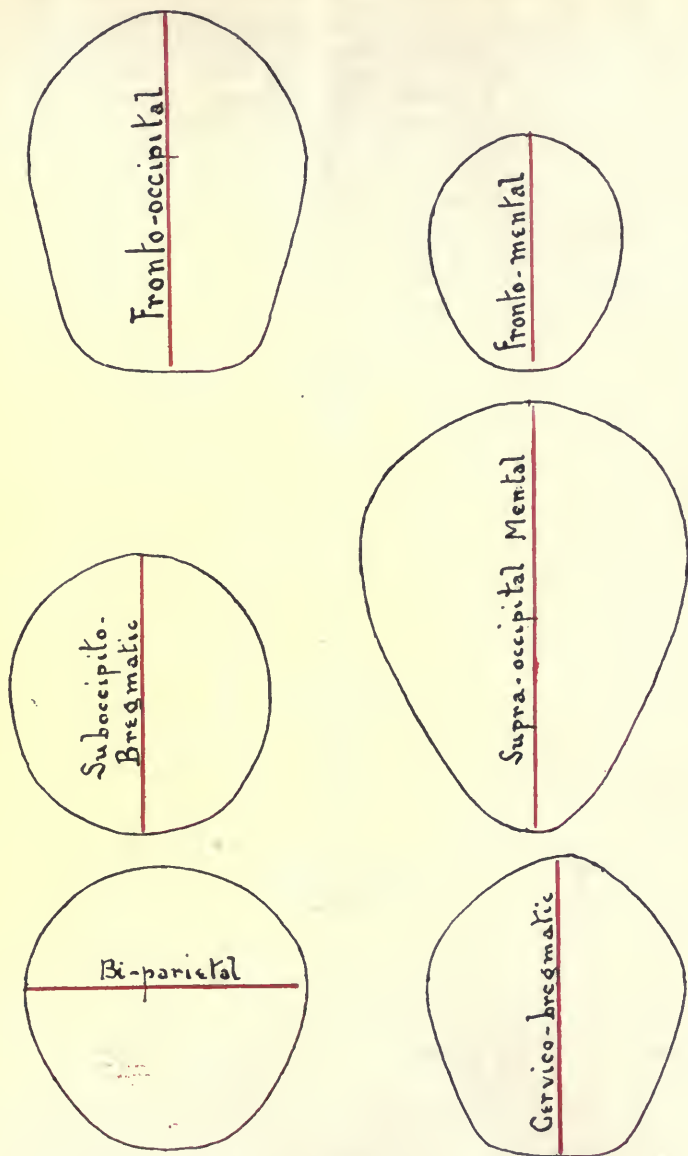 Fronto-occipital
Fronto-mental
Suboccipito-
Bregmatic
Supra-occipital Mental
Bi-parietal
Cervico-bregmatic